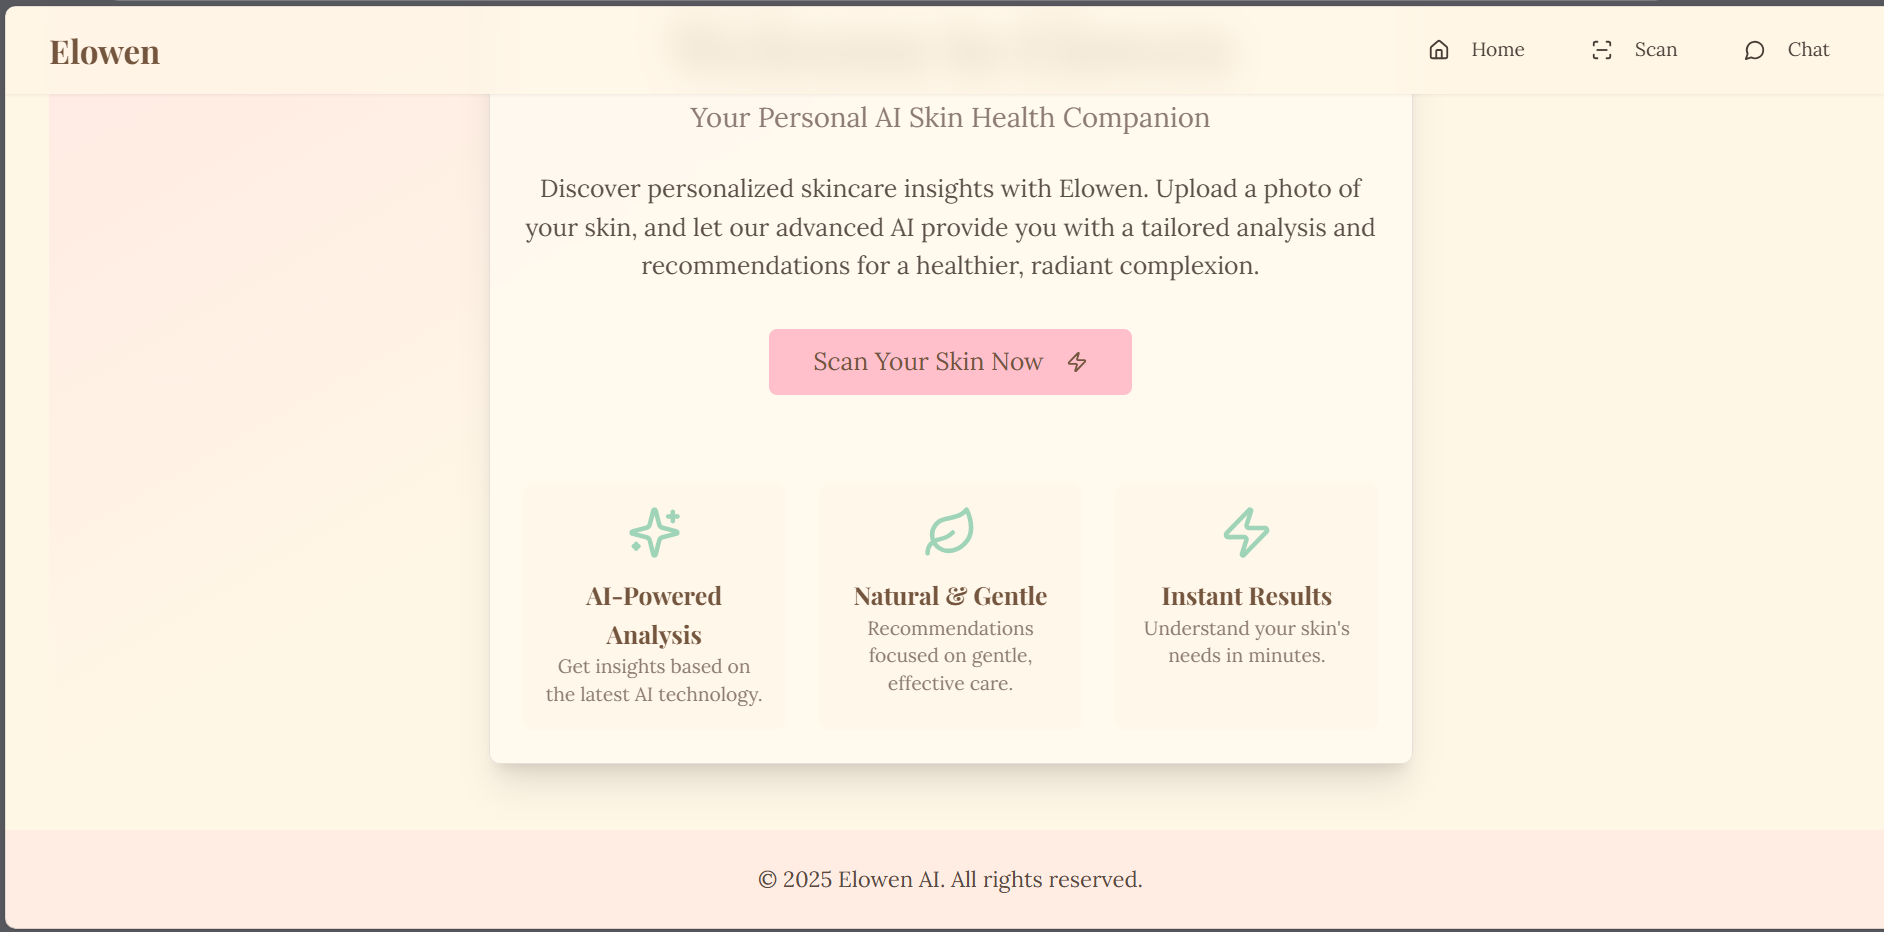 Elowen
Home
Scan
Chat
Your Personal AI Skin Health Companion
Discover personalized skincare insights with Elowen. Upload a photo of
your skin, and let our advanced AI provide you with a tailored analysis and
recommendations for a healthier, radiant complexion.
Scan Your Skin Now
AI-Powered
Analysis
Get insights based on
the latest AI technology.
Natural & Gentle
Recommendations
focused on gentle,
effective care.
Instant Results
Understand your skin's
needs in minutes.
© 2025 Elowen AI. All rights reserved.